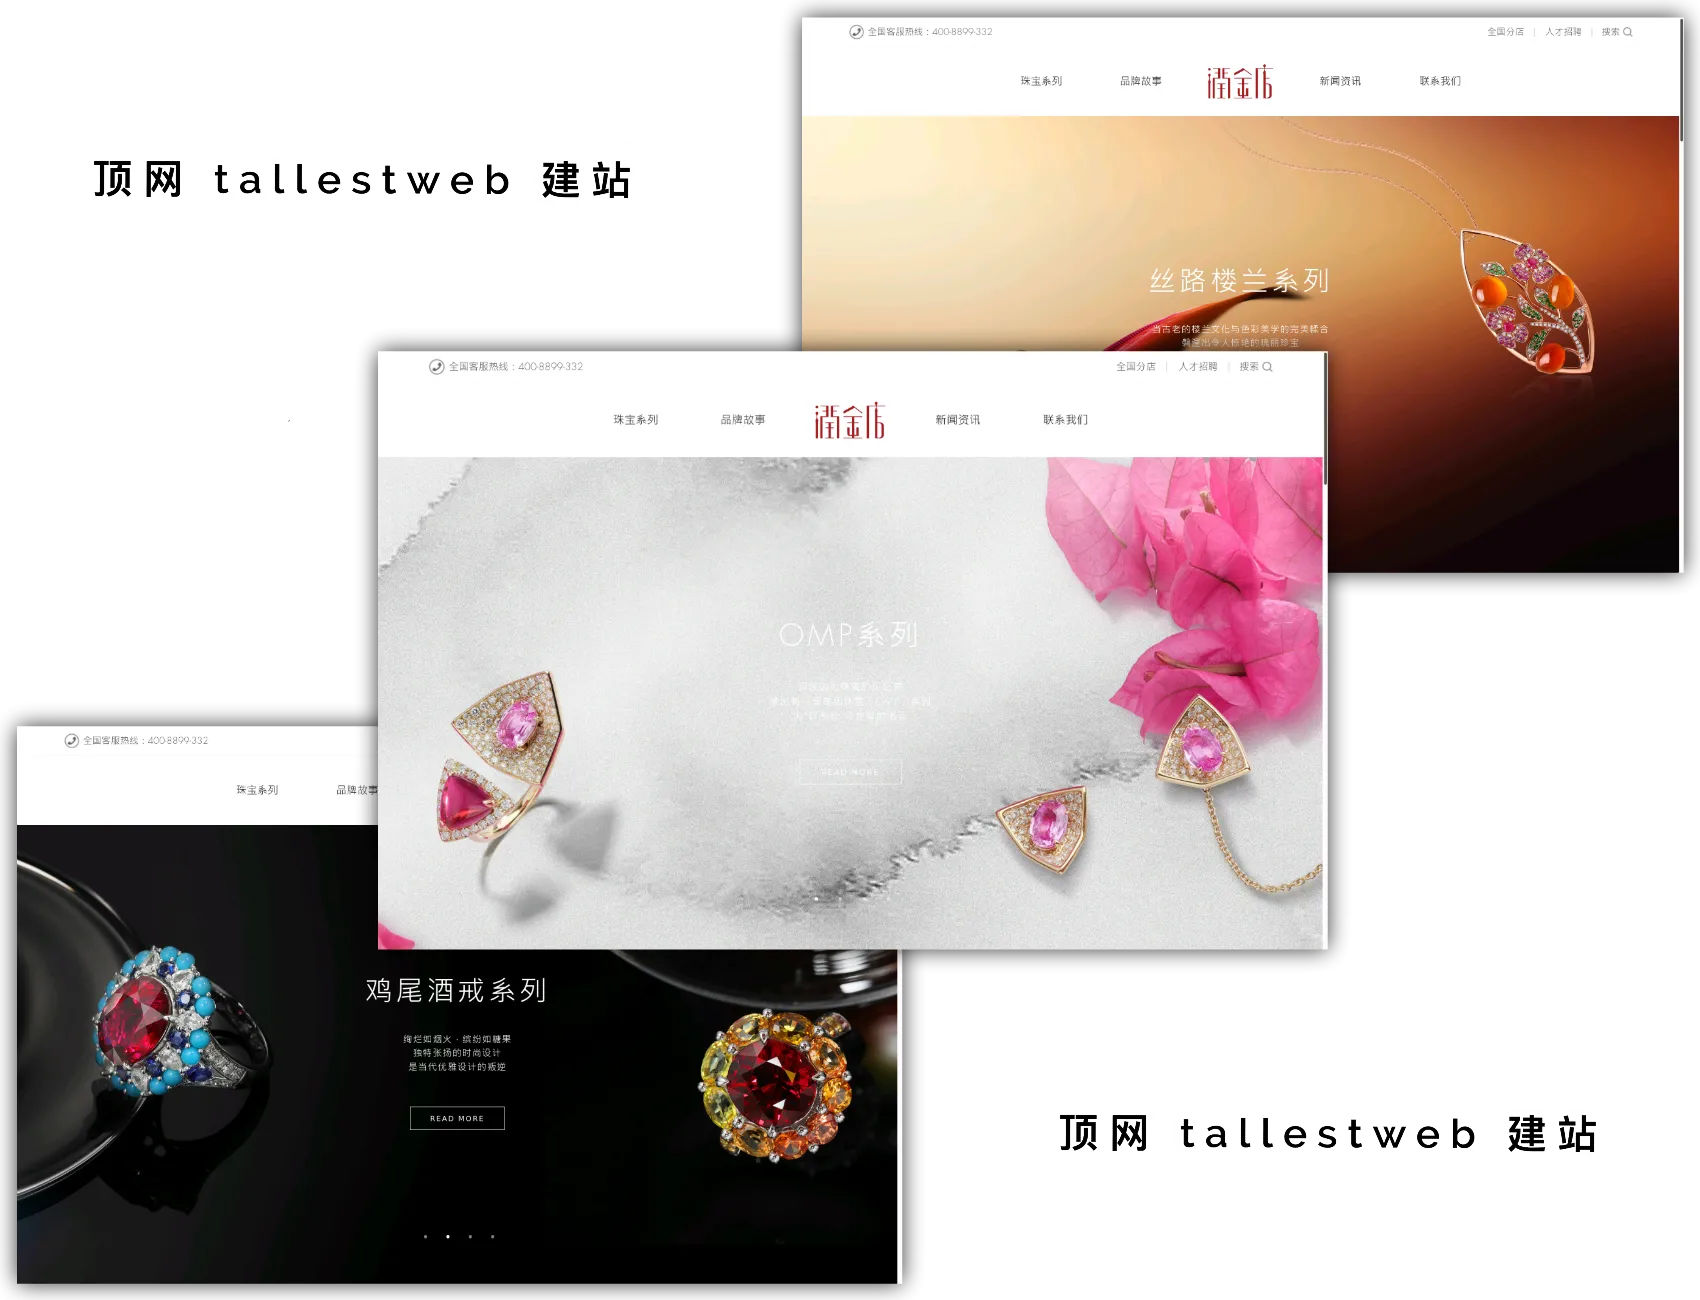 全国客服热线：400-8899-332
全国分店 | 人才招聘 | 搜索
珠宝系列 品牌故事 潤金店 新闻资讯 联系我们
顶网 tallestweb 建站
丝路楼兰系列
当古老的楼兰文化与色彩美学的完美糅合
全国客服热线：400-8899-332
全国分店 | 人才招聘 | 搜索
珠宝系列 品牌故事 潤金店 新闻资讯 联系我们
OMP系列
READ MORE
全国客服热线：400-8899-332
珠宝系列 品牌故事
鸡尾酒戒系列
绚烂如烟火 · 缤纷如糖果
独特张扬的时尚设计
是当代优雅设计的叛逆
READ MORE
顶网 tallestweb 建站